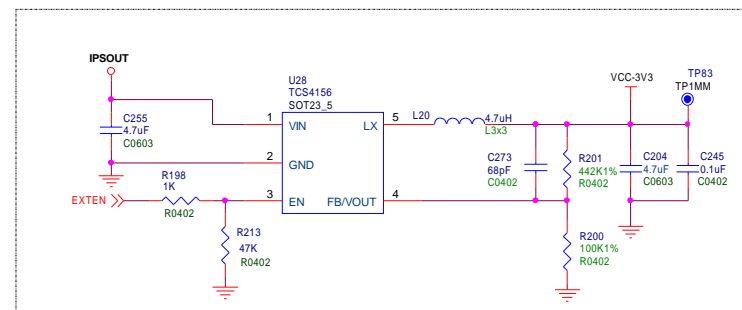 IPSOUT
C255
4.7uF
C0603
U28
TCS4156
SOT23_5
1
VIN
LX
5
2
GND
3
EN
FB/VOUT
4
EXTEN
R198
1K
R0402
R213
47K
R0402
L20
4.7uH
L3x3
C273
68pF
C0402
R201
442K1%
R0402
R200
100K1%
R0402
VCC-3V3
TP83
TP1MM
C204
4.7uF
C0603
C245
0.1uF
C0402